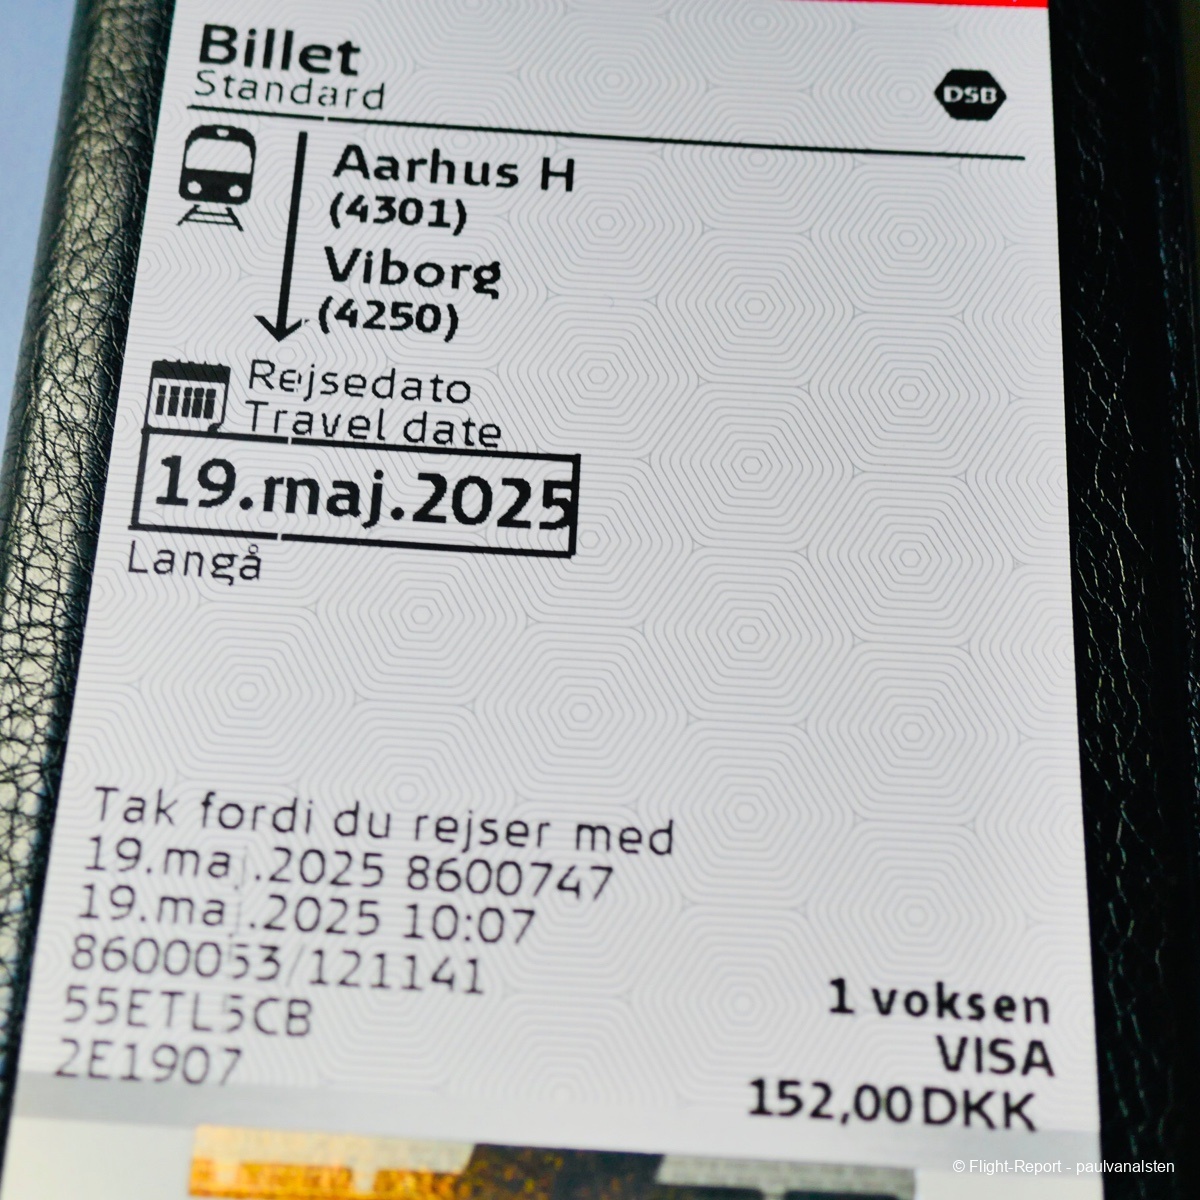 Billet
Standard
DSB
Aarhus H
(4301)
Viborg
(4250)
Rejsedato
Travel date
19.maj.2025
Langå
Tak fordi du rejser med
19.maj.2025 8600747
19.maj.2025 10:07
8600053/121141
55ETL5CB
2E1907
1 voksen
VISA
152,00 DKK
© Flight-Report - paulvanalsten